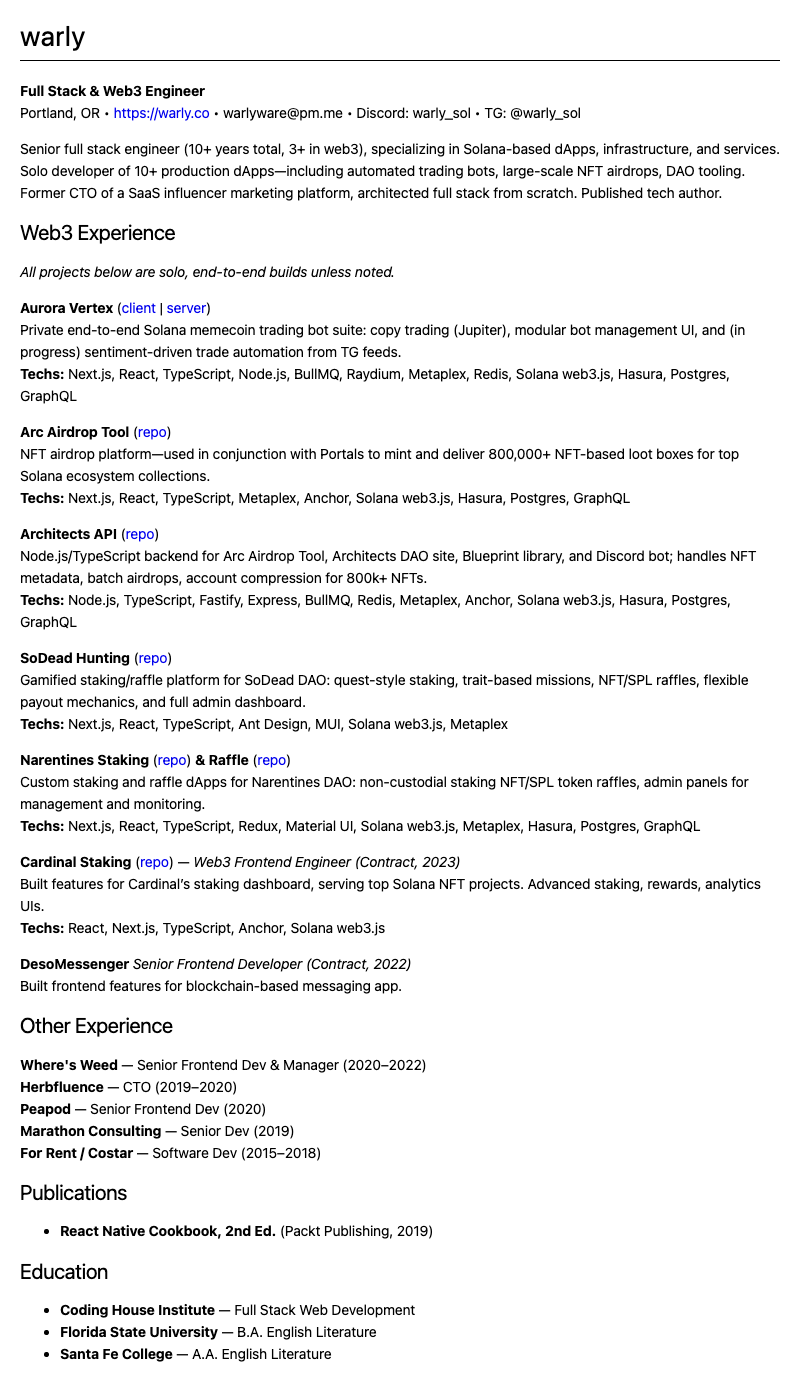 warly
Full Stack & Web3 Engineer
Portland, OR • https://warly.co • warlyware@pm.me • Discord: warly_sol • TG: @warly_sol
Senior full stack engineer (10+ years total, 3+ in web3), specializing in Solana-based dApps, infrastructure, and services.
Solo developer of 10+ production dApps—including automated trading bots, large-scale NFT airdrops, DAO tooling.
Former CTO of a SaaS influencer marketing platform, architected full stack from scratch. Published tech author.
Web3 Experience
All projects below are solo, end-to-end builds unless noted.
Aurora Vertex (client | server)
Private end-to-end Solana memecoin trading bot suite: copy trading (Jupiter), modular bot management UI, and (in
progress) sentiment-driven trade automation from TG feeds.
Techs: Next.js, React, TypeScript, Node.js, BullMQ, Raydium, Metaplex, Redis, Solana web3.js, Hasura, Postgres,
GraphQL
Arc Airdrop Tool (repo)
NFT airdrop platform—used in conjunction with Portals to mint and deliver 800,000+ NFT-based loot boxes for top
Solana ecosystem collections.
Techs: Next.js, React, TypeScript, Metaplex, Anchor, Solana web3.js, Hasura, Postgres, GraphQL
Architects API (repo)
Node.js/TypeScript backend for Arc Airdrop Tool, Architects DAO site, Blueprint library, and Discord bot; handles NFT
metadata, batch airdrops, account compression for 800k+ NFTs.
Techs: Node.js, TypeScript, Fastify, Express, BullMQ, Redis, Metaplex, Anchor, Solana web3.js, Hasura, Postgres,
GraphQL
SoDead Hunting (repo)
Gamified staking/raffle platform for SoDead DAO: quest-style staking, trait-based missions, NFT/SPL raffles, flexible
payout mechanics, and full admin dashboard.
Techs: Next.js, React, TypeScript, Ant Design, MUI, Solana web3.js, Metaplex
Narentines Staking (repo) & Raffle (repo)
Custom staking and raffle dApps for Narentines DAO: non-custodial staking NFT/SPL token raffles, admin panels for
management and monitoring.
Techs: Next.js, React, TypeScript, Redux, Material UI, Solana web3.js, Metaplex, Hasura, Postgres, GraphQL
Cardinal Staking (repo) — Web3 Frontend Engineer (Contract, 2023)
Built features for Cardinal's staking dashboard, serving top Solana NFT projects. Advanced staking, rewards, analytics
UIs.
Techs: React, Next.js, TypeScript, Anchor, Solana web3.js
DesoMessenger Senior Frontend Developer (Contract, 2022)
Built frontend features for blockchain-based messaging app.
Other Experience
Where's Weed — Senior Frontend Dev & Manager (2020–2022)
Herbfluence — CTO (2019–2020)
Peapod — Senior Frontend Dev (2020)
Marathon Consulting — Senior Dev (2019)
For Rent / Costar — Software Dev (2015–2018)
Publications
• React Native Cookbook, 2nd Ed. (Packt Publishing, 2019)
Education
• Coding House Institute — Full Stack Web Development
• Florida State University — B.A. English Literature
• Santa Fe College — A.A. English Literature